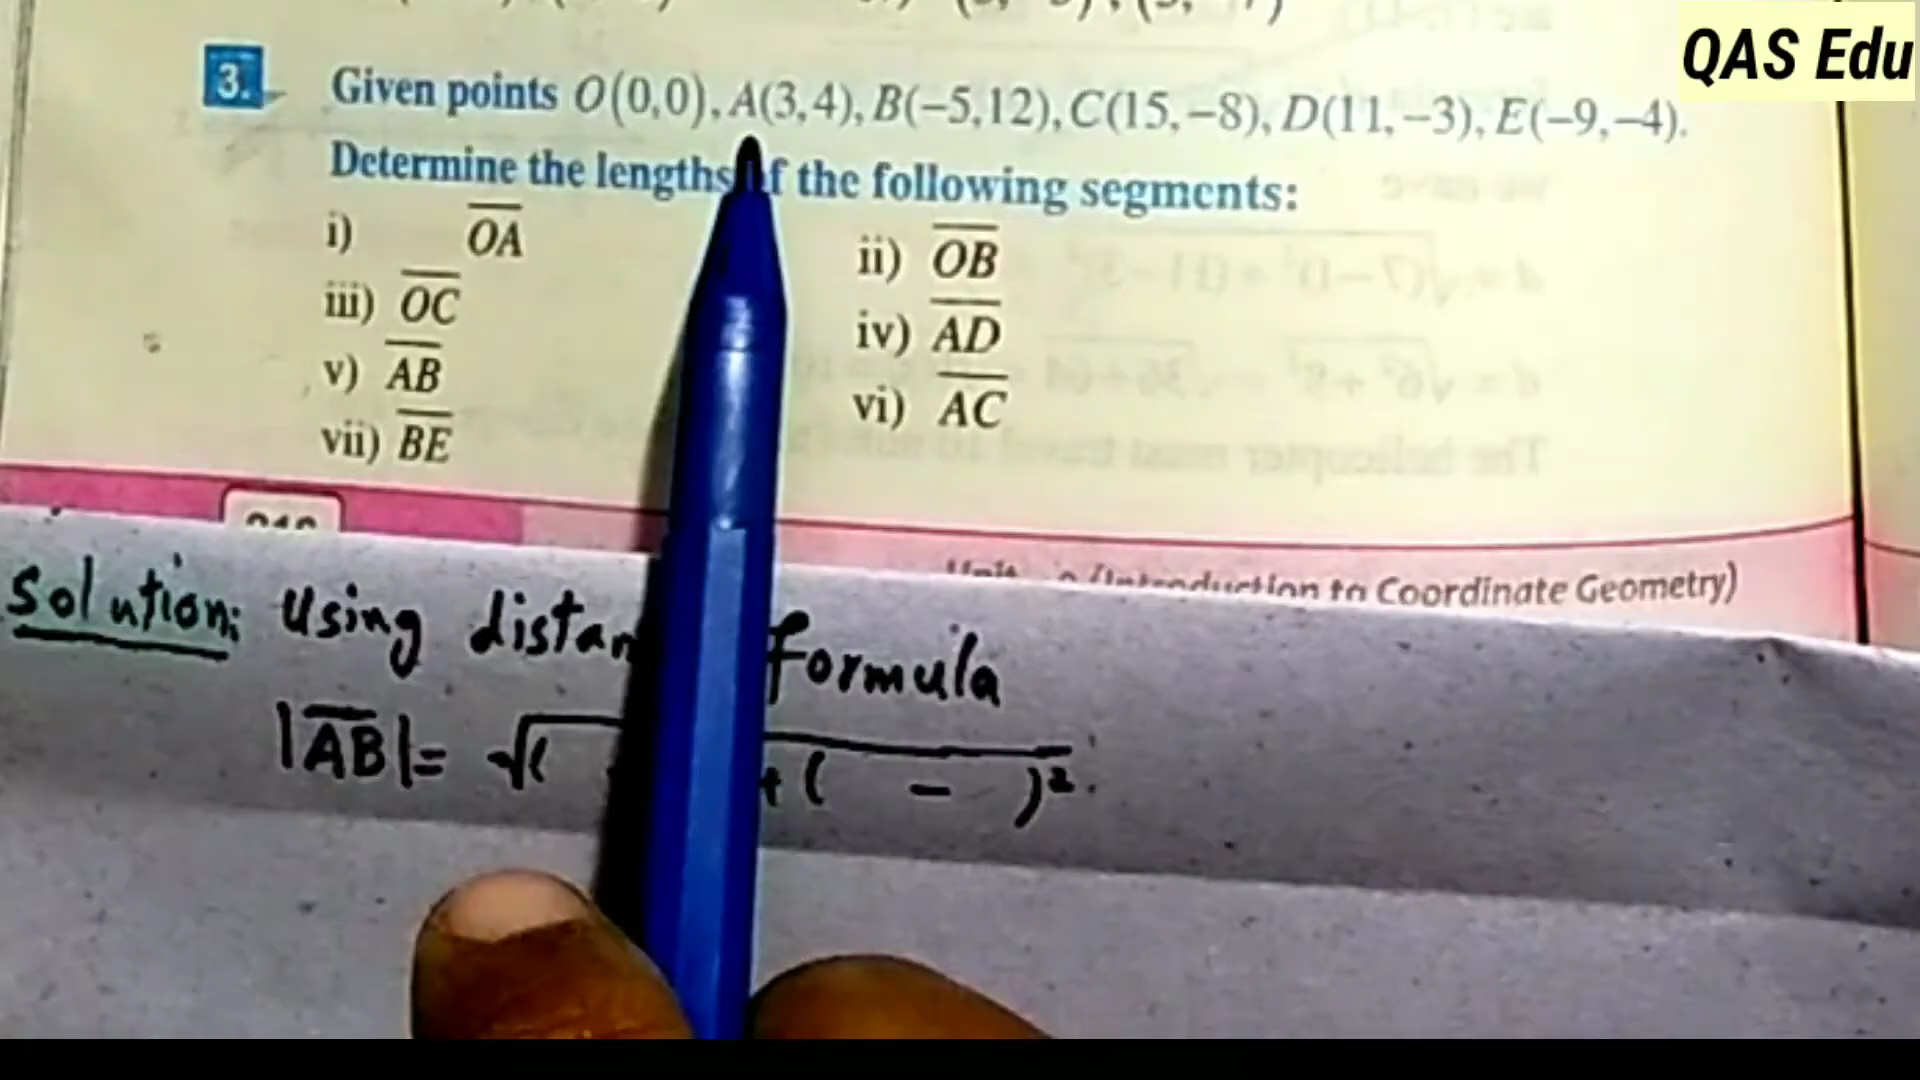 QAS Edu
3. Given points O(0,0), A(3,4), B(−5,12), C(15,−8), D(11,−3), E(−9,−4).
Determine the lengths of the following segments:
i) OA ii) OB
iii) OC iv) AD
v) AB vi) AC
vii) BE
(Introduction to Coordinate Geometry)
Solution: Using formula
|AB| = √( + ( − )²